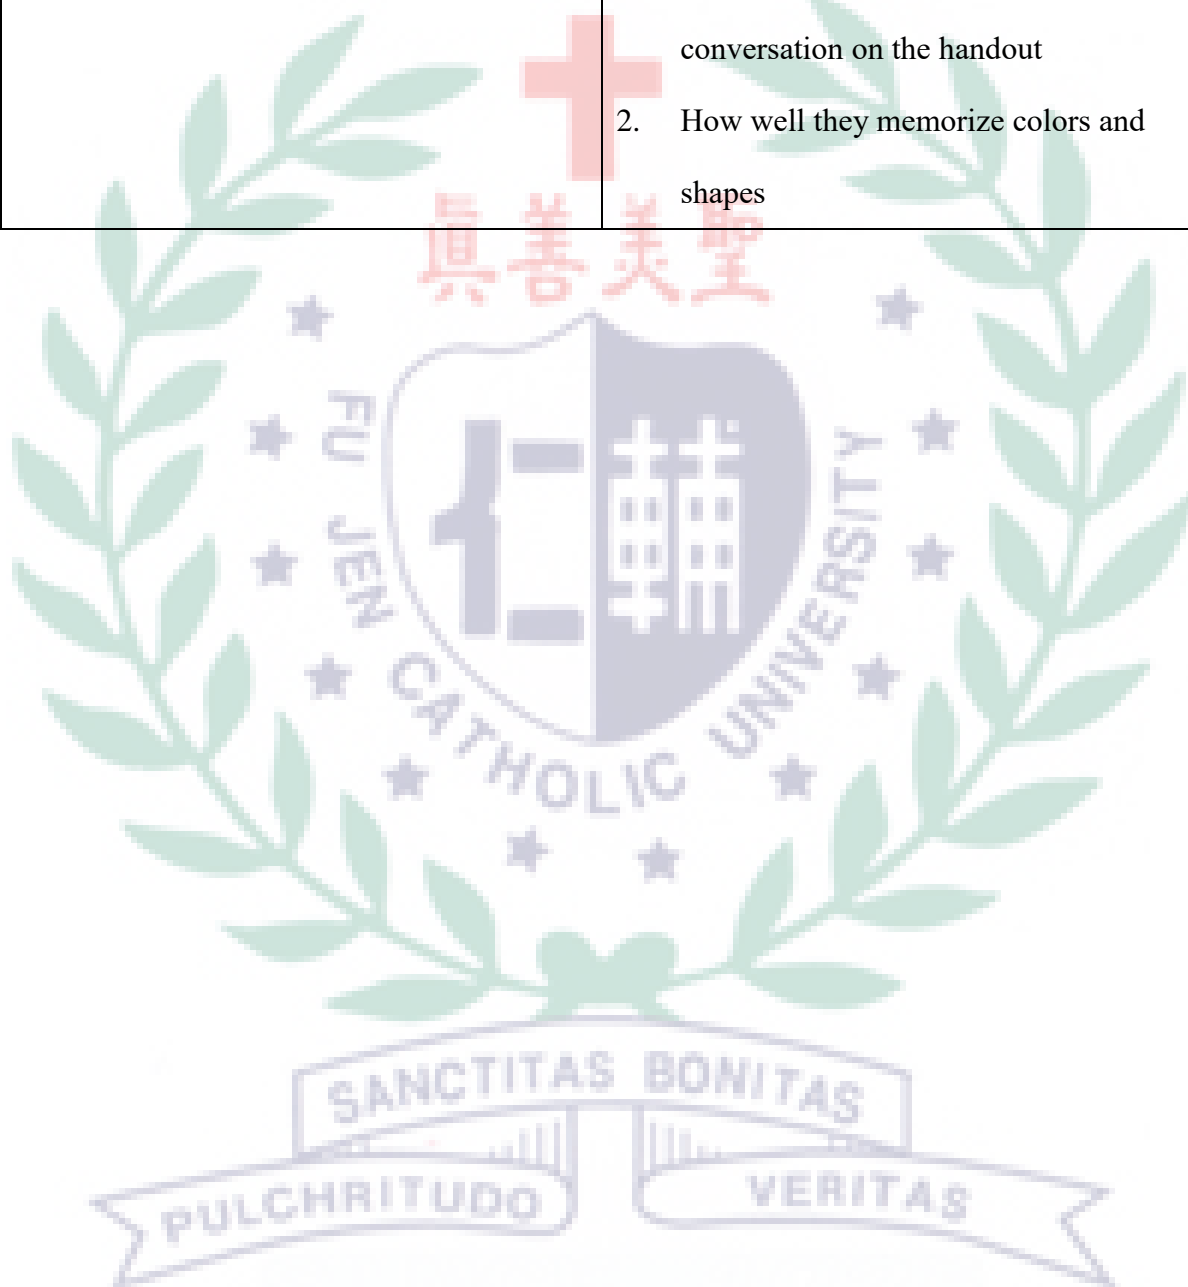 conversation on the handout
2. How well they memorize colors and
shapes
真善美聖
FU JEN CATHOLIC UNIVERSITY
仁輔
SANCTITAS BONITAS
PULCHRITUDO
VERITAS